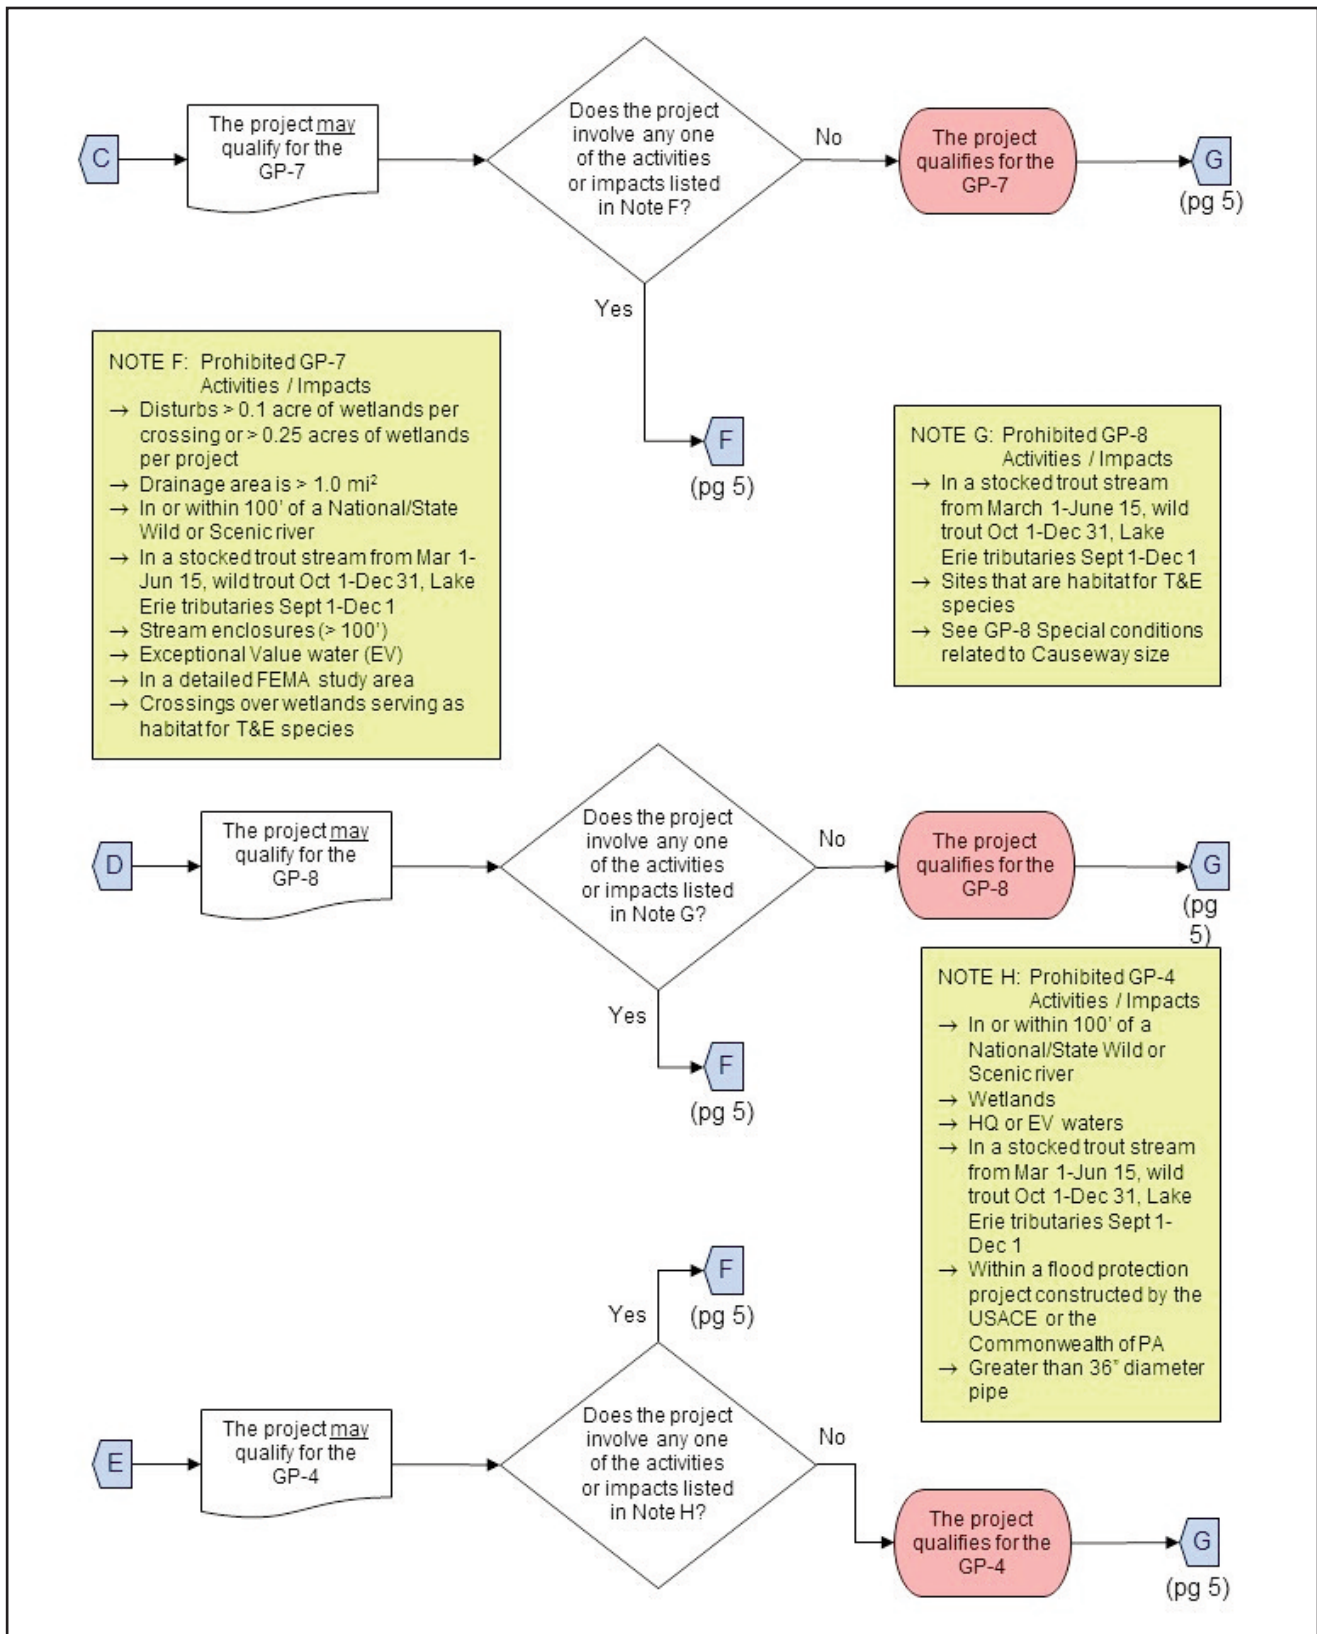 C
The project may
qualify for the
GP-7
Does the project
involve any one
of the activities
or impacts listed
in Note F?
No
The project
qualifies for the
GP-7
G
(pg 5)
Yes
F
(pg 5)
NOTE F: Prohibited GP-7
Activities / Impacts
→ Disturbs > 0.1 acre of wetlands per
crossing or > 0.25 acres of wetlands
per project
→ Drainage area is > 1.0 mi²
→ In or within 100' of a National/State
Wild or Scenic river
→ In a stocked trout stream from Mar 1-
Jun 15, wild trout Oct 1-Dec 31, Lake
Erie tributaries Sept 1-Dec 1
→ Stream enclosures (> 100')
→ Exceptional Value water (EV)
→ In a detailed FEMA study area
→ Crossings over wetlands serving as
habitat for T&E species
NOTE G: Prohibited GP-8
Activities / Impacts
→ In a stocked trout stream
from March 1-June 15, wild
trout Oct 1-Dec 31, Lake
Erie tributaries Sept 1-Dec 1
→ Sites that are habitat for T&E
species
→ See GP-8 Special conditions
related to Causeway size
D
The project may
qualify for the
GP-8
Does the project
involve any one
of the activities
or impacts listed
in Note G?
No
The project
qualifies for the
GP-8
G
(pg
5)
Yes
F
(pg 5)
NOTE H: Prohibited GP-4
Activities / Impacts
→ In or within 100' of a
National/State Wild or
Scenic river
→ Wetlands
→ HQ or EV waters
→ In a stocked trout stream
from Mar 1-Jun 15, wild
trout Oct 1-Dec 31, Lake
Erie tributaries Sept 1-
Dec 1
→ Within a flood protection
project constructed by the
USACE or the
Commonwealth of PA
→ Greater than 36" diameter
pipe
F
(pg 5)
Yes
E
The project may
qualify for the
GP-4
Does the project
involve any one
of the activities
or impacts listed
in Note H?
No
The project
qualifies for the
GP-4
G
(pg 5)